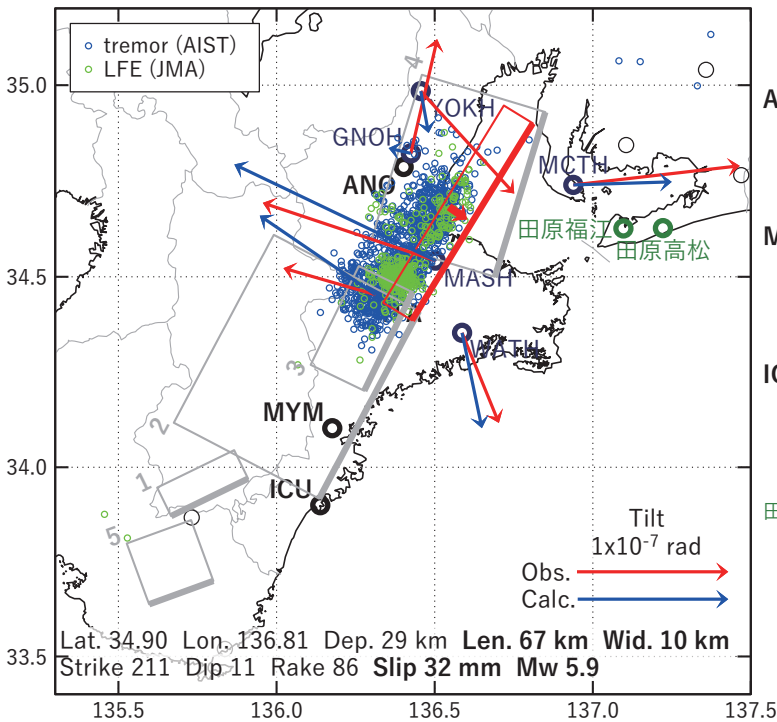 tremor (AIST)
LFE (JMA)
35.0
34.5
34.0
33.5
4
YOKH
GNOH
ANO
MCTH
田原福江
田原高松
MASH
WATH
3
2
MYM
1
ICU
5
Tilt
1x10-7 rad
Obs.
Calc.
Lat. 34.90 Lon. 136.81 Dep. 29 km Len. 67 km Wid. 10 km
Strike 211 Dip 11 Rake 86 Slip 32 mm Mw 5.9
135.5 136.0 136.5 137.0 137.5
A
M
IC